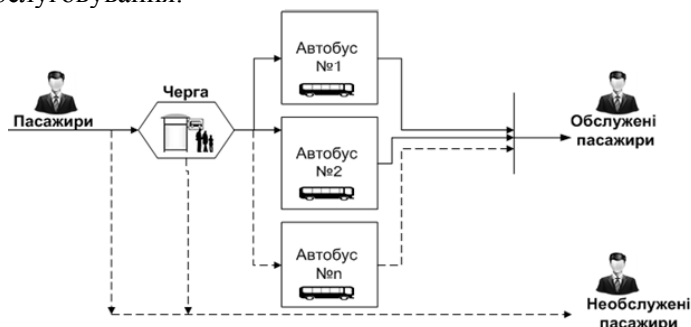 обслуговування.
Автобус
№1
Черга
Пасажири
Автобус
№2
Обслужені
пасажири
Автобус
№n
Необслужені
пасажири